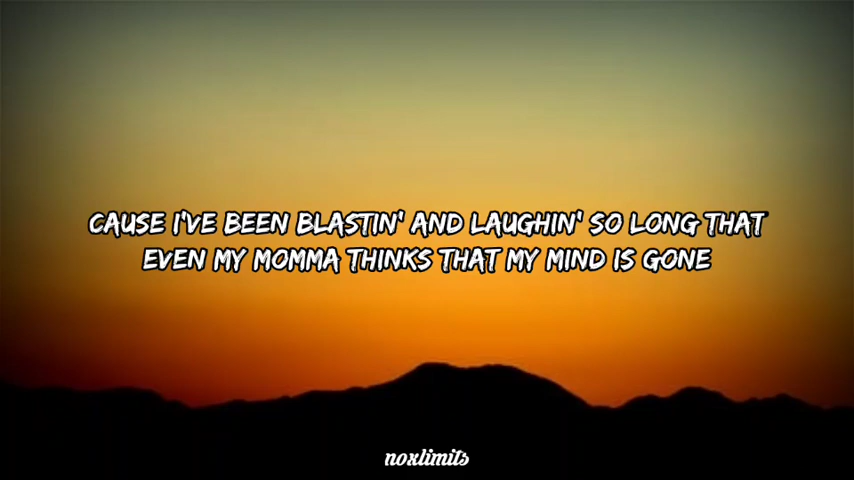 CAUSE I'VE BEEN BLASTIN' AND LAUGHIN' SO LONG THAT
EVEN MY MOMMA THINKS THAT MY MIND IS GONE
noxlimits